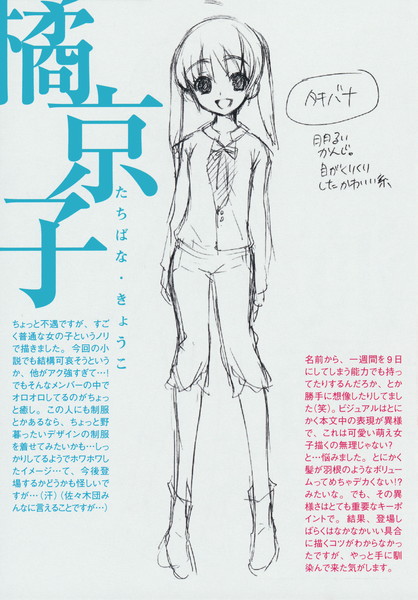 橘京子
たちばな・きょうこ
タチバナ
明るい
かんじ。
目がくりくり
したかわいい系
ちょっと不遇ですが、すご
く普通な女の子というノリ
で描きました。今回の小
説でも結構可哀そうという
か、他がアク強すぎて…!
でもそんなメンバーの中で
オロオロしてるのがちょっ
と癒し。この人にも制服
とかあるなら、ちょっと野
暮ったいデザインの制服
を着せてみたいかも…しっ
かりしてるようでホワホワし
たイメージ…て、今後登
場するかどうかも怪しいで
すが…(汗)(佐々木団み
んなに言えることですが…)
名前から、一週間を9日
にしてしまう能力でも持っ
てたりするんだろか、とか
勝手に想像したりしてまし
た(笑)。ビジュアルはとに
かく本文中の表現が異様
で、これは可愛い萌え女
子描くの無理じゃない?
と…悩みました。とにかく
髪が羽根のようなボリュー
ムってめちゃデカくない!?
みたいな。でも、その異
様さはとても重要なキーポ
イントで。結果、登場し
ばらくはなかなかいい具合
に描くコツがわからなかっ
たですが、やっと手に馴
染んで来た気がします。